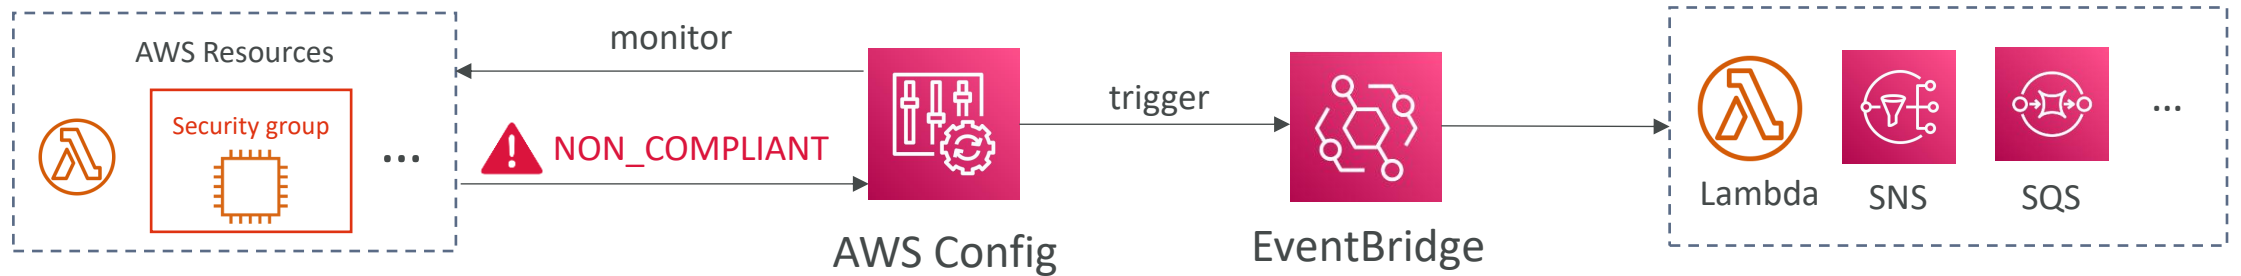 AWS Resources
Security group
...
monitor
NON_COMPLIANT
AWS Config
trigger
EventBridge
Lambda
SNS
SQS
...